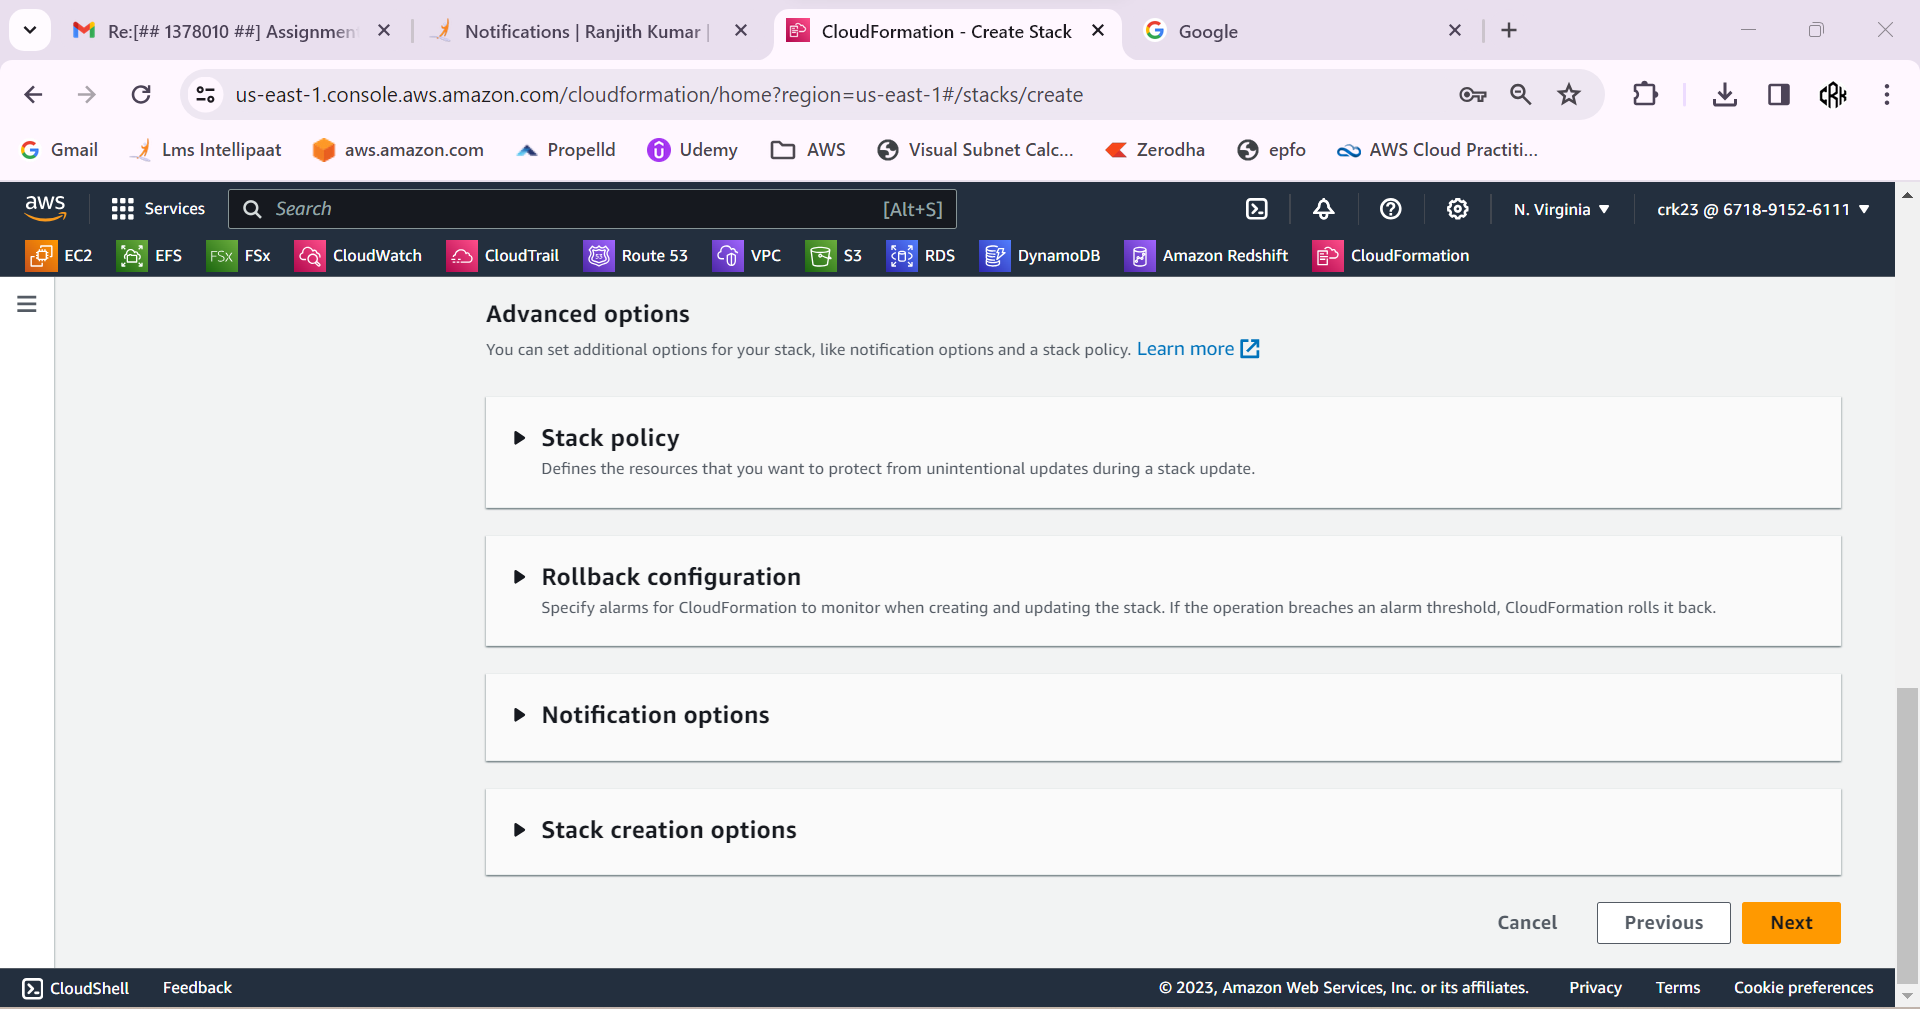 Re:[## 1378010 ##] Assignmen
Notifications | Ranjith Kumar |
CloudFormation - Create Stack
Google
us-east-1.console.aws.amazon.com/cloudformation/home?region=us-east-1#/stacks/create
CRK
Gmail
Lms Intellipaat
aws.amazon.com
Propelld
Udemy
AWS
Visual Subnet Calc...
Zerodha
epfo
AWS Cloud Practiti...
aws
Services
Search
[Alt+S]
N. Virginia
crk23 @ 6718-9152-6111
EC2
EFS
FSx FSx
CloudWatch
CloudTrail
53 Route 53
VPC
S3
RDS
DynamoDB
Amazon Redshift
CloudFormation
Advanced options
You can set additional options for your stack, like notification options and a stack policy. Learn more
Stack policy
Defines the resources that you want to protect from unintentional updates during a stack update.
Rollback configuration
Specify alarms for CloudFormation to monitor when creating and updating the stack. If the operation breaches an alarm threshold, CloudFormation rolls it back.
Notification options
Stack creation options
Cancel
Previous
Next
CloudShell
Feedback
© 2023, Amazon Web Services, Inc. or its affiliates.
Privacy
Terms
Cookie preferences